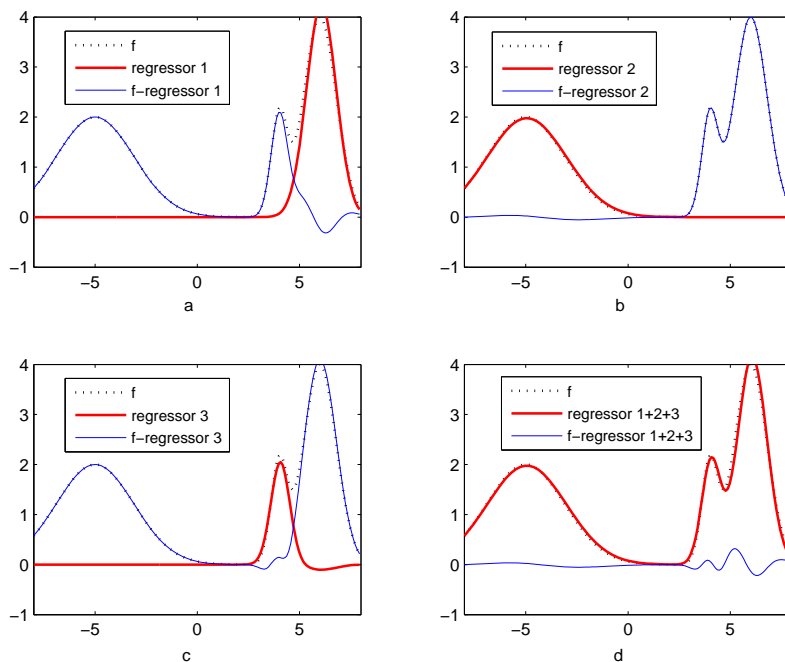 4
3
2
1
0
−1
f
regressor 1
f−regressor 1
−5 0 5
a
4
3
2
1
0
−1
f
regressor 2
f−regressor 2
−5 0 5
b
4
3
2
1
0
−1
f
regressor 3
f−regressor 3
−5 0 5
c
4
3
2
1
0
−1
f
regressor 1+2+3
f−regressor 1+2+3
−5 0 5
d